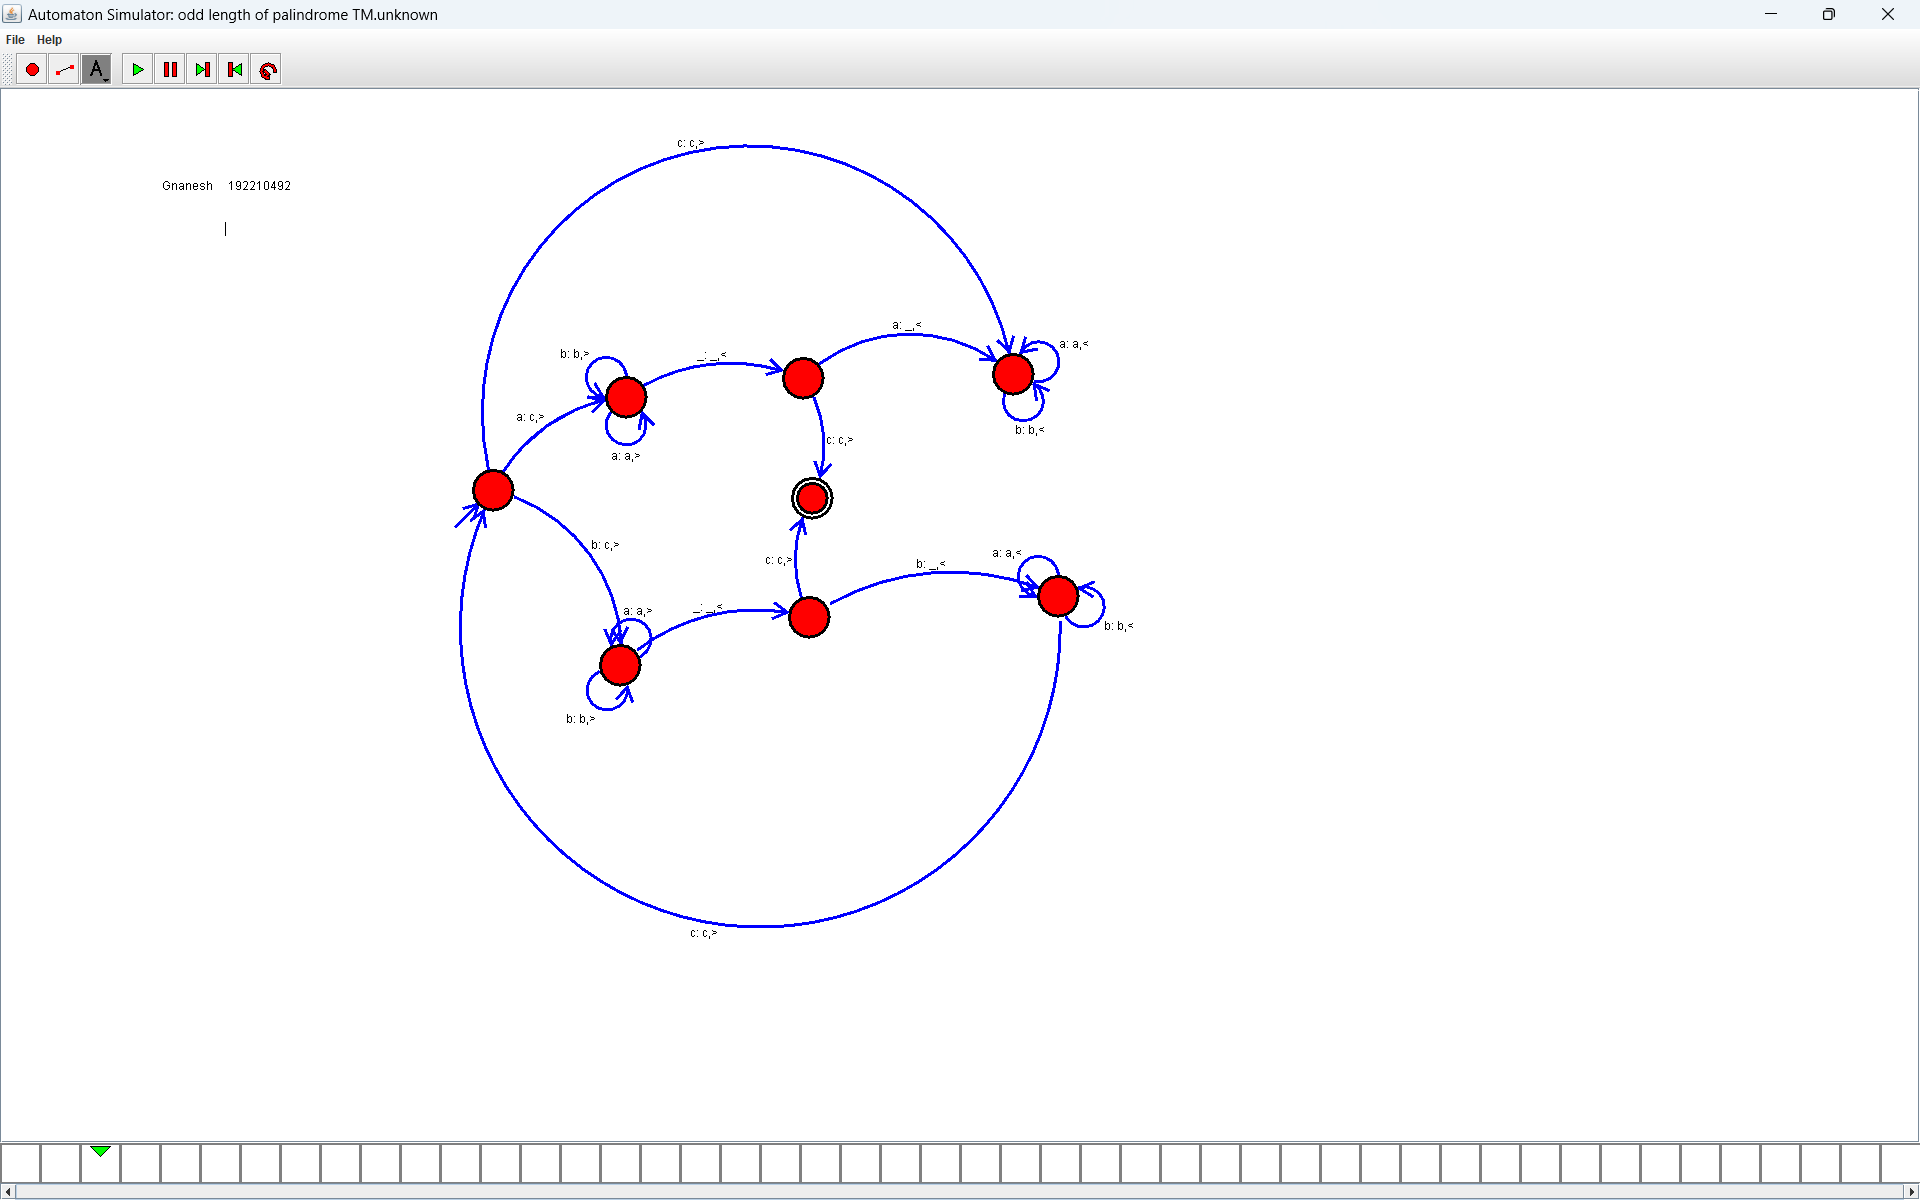 Automaton Simulator: odd length of palindrome TM.unknown
File Help
A
c: c,>
Gnanesh 192210492
a: _,<
a: a,<
b: b,>
_: _,<
a: c,>
b: b,<
c: c,>
a: a,>
b: c,>
a: a,<
c: c,>
b: _,<
a: a,>
_: _,<
b: b,<
b: b,>
c: c,>